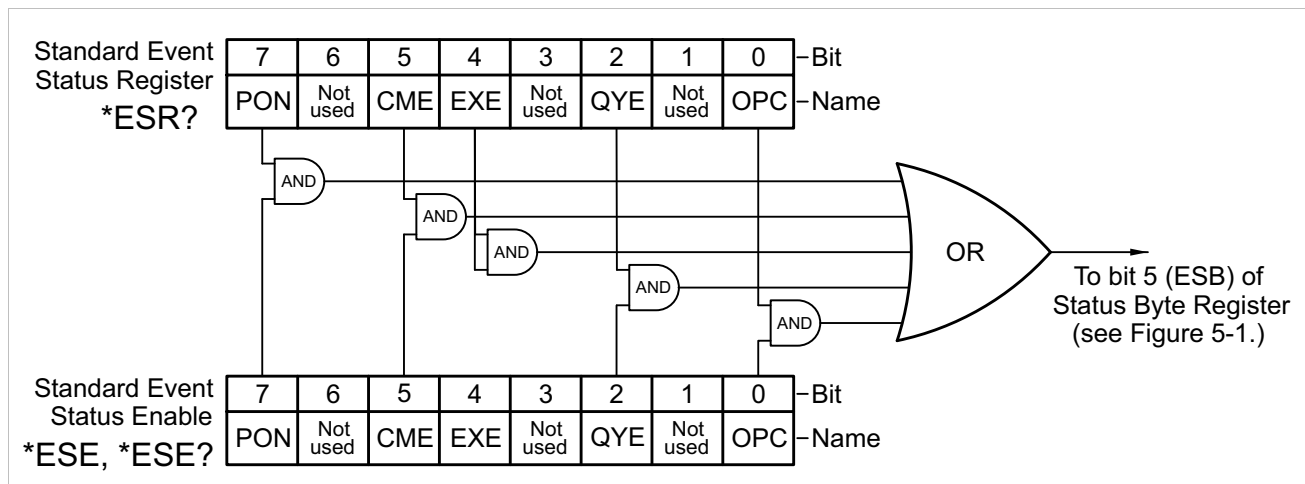 Standard Event
Status Register
*ESR?
7 6 5 4 3 2 1 0 Bit
PON Not used CME EXE Not used QYE Not used OPC Name
AND
AND
AND
AND
AND
OR
To bit 5 (ESB) of
Status Byte Register
(see Figure 5-1.)
Standard Event
Status Enable
*ESE, *ESE?
7 6 5 4 3 2 1 0 Bit
PON Not used CME EXE Not used QYE Not used OPC Name